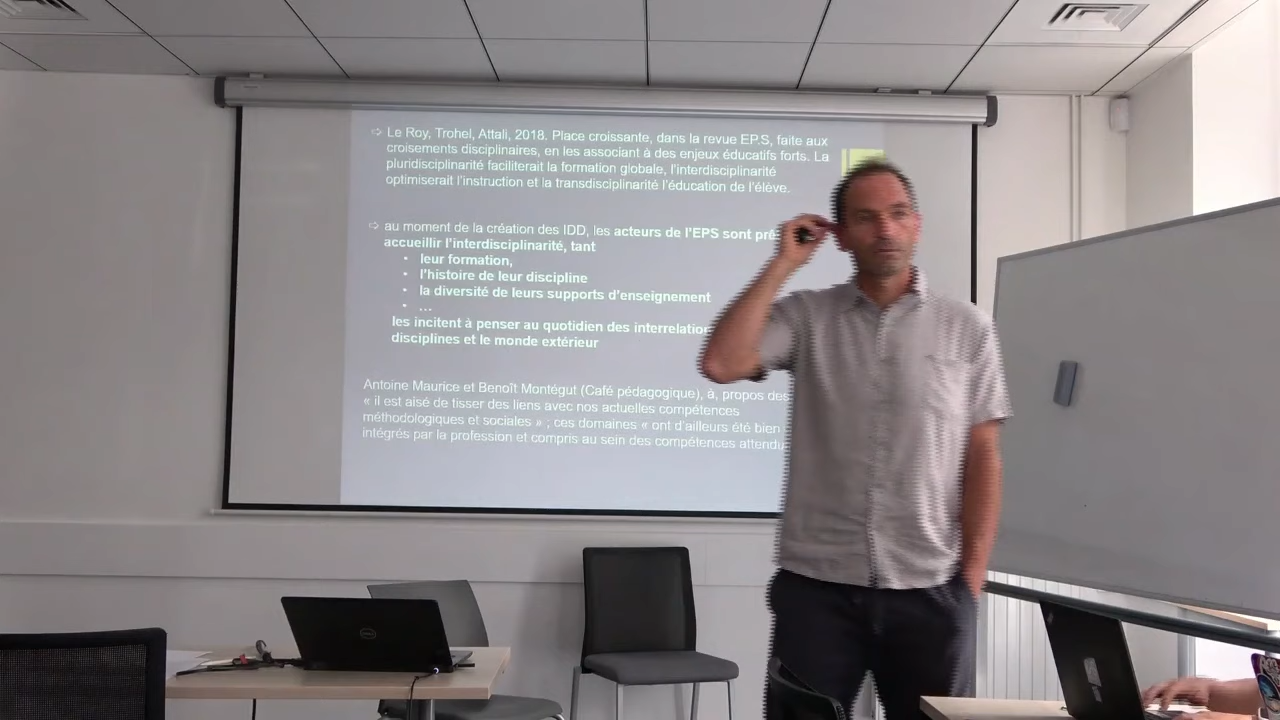 ⇨ Le Roy, Trohel, Attali, 2018. Place croissante, dans la revue EP.S, faite aux
croisements disciplinaires, en les associant à des enjeux éducatifs forts. La
pluridisciplinarité faciliterait la formation globale, l'interdisciplinarité
optimiserait l'instruction et la transdisciplinarité l'éducation de l'élève.
⇨ au moment de la création des IDD, les acteurs de l'EPS sont
accueillir l'interdisciplinarité, tant
• leur formation,
• l'histoire de leur discipline
• la diversité de leurs supports d'enseignement
• ...
les incitent à penser au quotidien des
disciplines et le monde extérieur
Antoine Maurice et Benoît Montégut (Café pédagogique), à, propos des
« il est aisé de tisser des liens avec nos actuelles compétences
méthodologiques et sociales » ; ces domaines « ont d'ailleurs été bien
intégrés par la profession et compris au sein des compétences
DELL